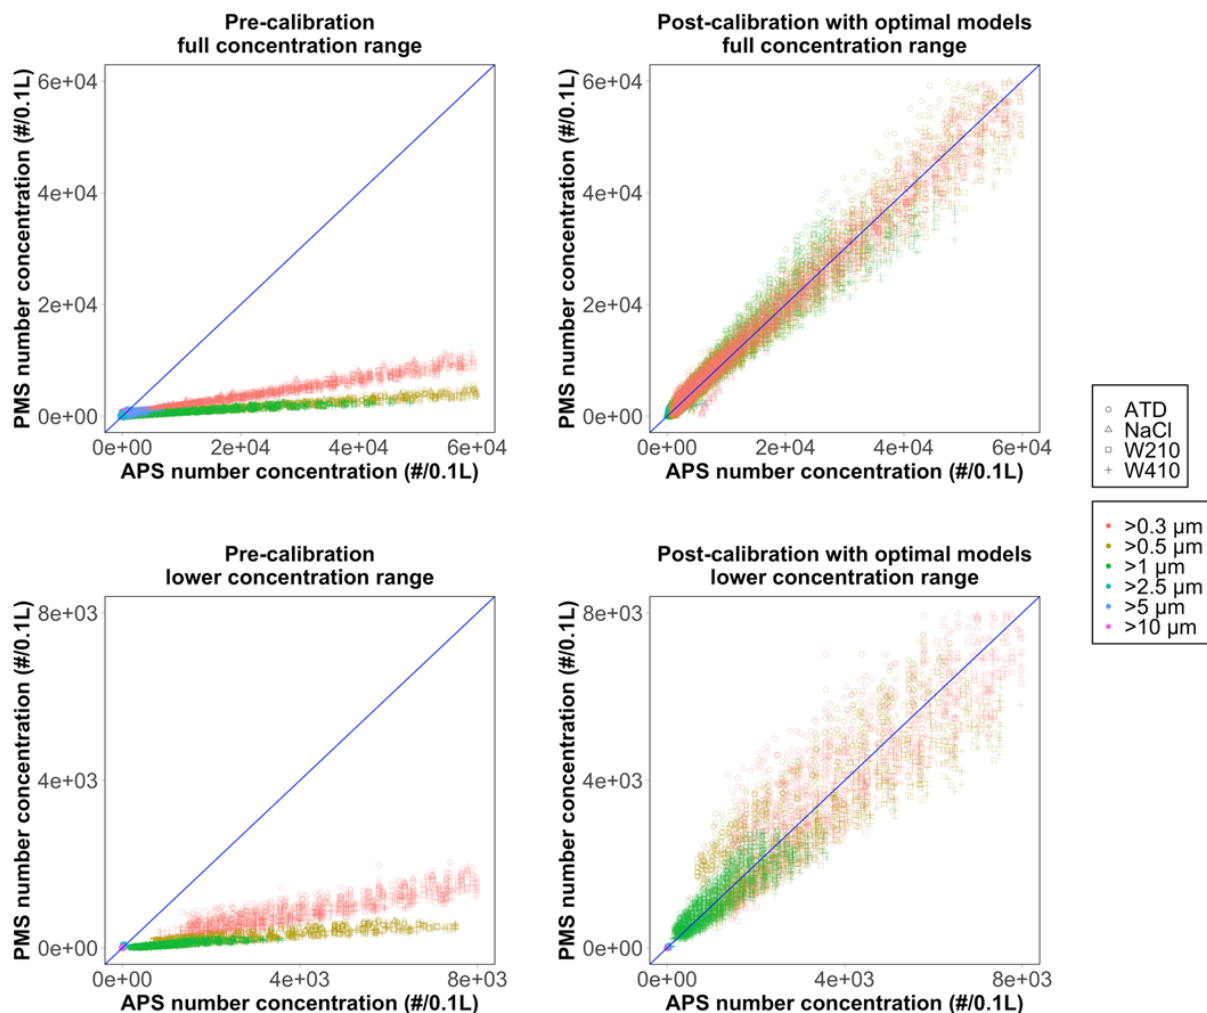 Pre-calibration
full concentration range
PMS number concentration (#/0.1L)
6e+04
4e+04
2e+04
0e+00
0e+00 2e+04 4e+04 6e+04
APS number concentration (#/0.1L)
Post-calibration with optimal models
full concentration range
PMS number concentration (#/0.1L)
6e+04
4e+04
2e+04
0e+00
0e+00 2e+04 4e+04 6e+04
APS number concentration (#/0.1L)
ATD
NaCl
W210
W410
>0.3 µm
>0.5 µm
>1 µm
>2.5 µm
>5 µm
>10 µm
Pre-calibration
lower concentration range
PMS number concentration (#/0.1L)
8e+03
4e+03
0e+00
0e+00 4e+03 8e+03
APS number concentration (#/0.1L)
Post-calibration with optimal models
lower concentration range
PMS number concentration (#/0.1L)
8e+03
4e+03
0e+00
0e+00 4e+03 8e+03
APS number concentration (#/0.1L)